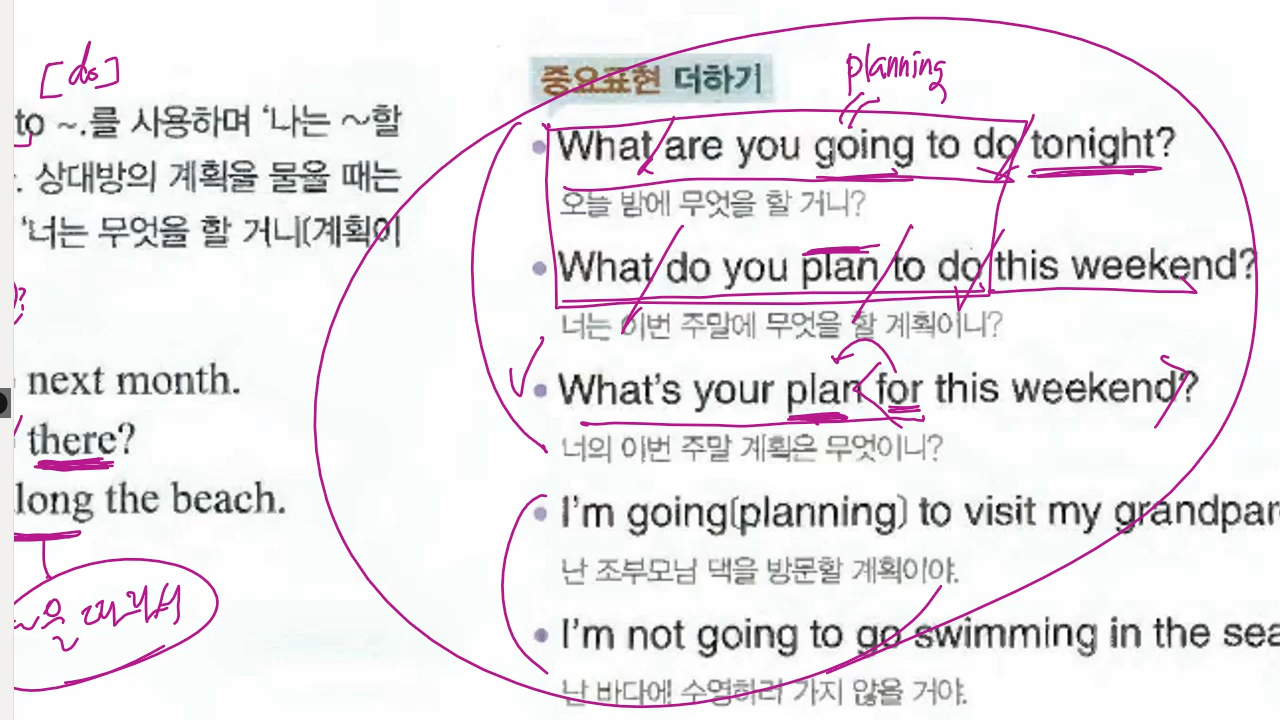 [do]
to ~.를 사용하며 ‘나는 ~할
. 상대방의 계획을 물을 때는
‘너는 무엇을 할 거니(계획이
?
next month.
there?
long the beach.
~을 따라서
중요표현 더하기
planning
What are you going to do tonight?
오늘 밤에 무엇을 할 거니?
What do you plan to do this weekend?
너는 이번 주말에 무엇을 할 계획이니?
What's your plan for this weekend?
너의 이번 주말 계획은 무엇이니?
I'm going(planning) to visit my grandpar
난 조부모님 댁을 방문할 계획이야.
I'm not going to go swimming in the sea
난 바다에 수영하러 가지 않을 거야.